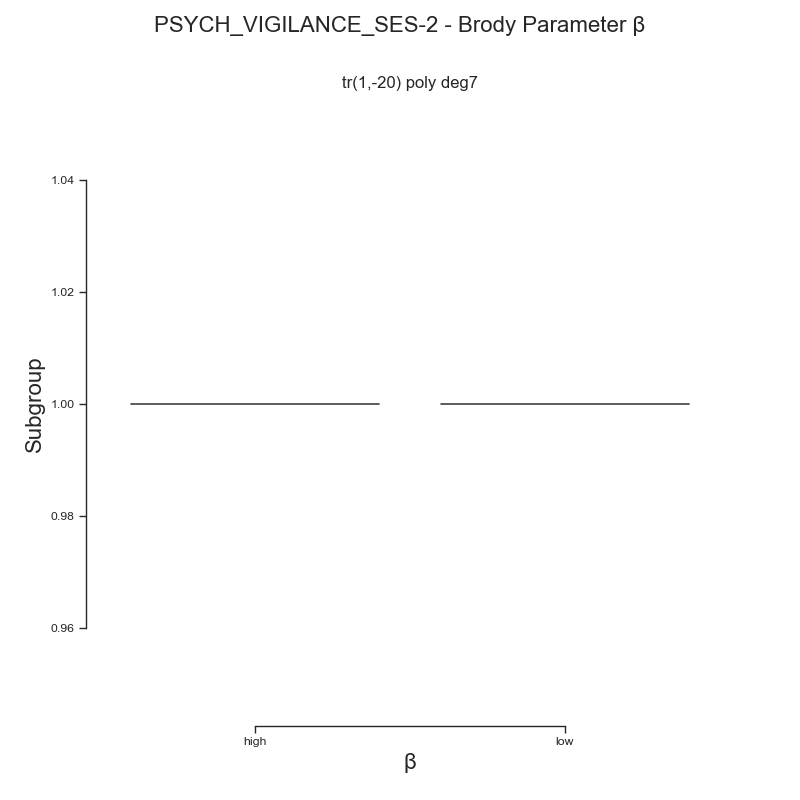 PSYCH_VIGILANCE_SES-2 - Brody Parameter β
tr(1,-20) poly deg7
1.04
1.02
1.00
0.98
0.96
Subgroup
high
low
β